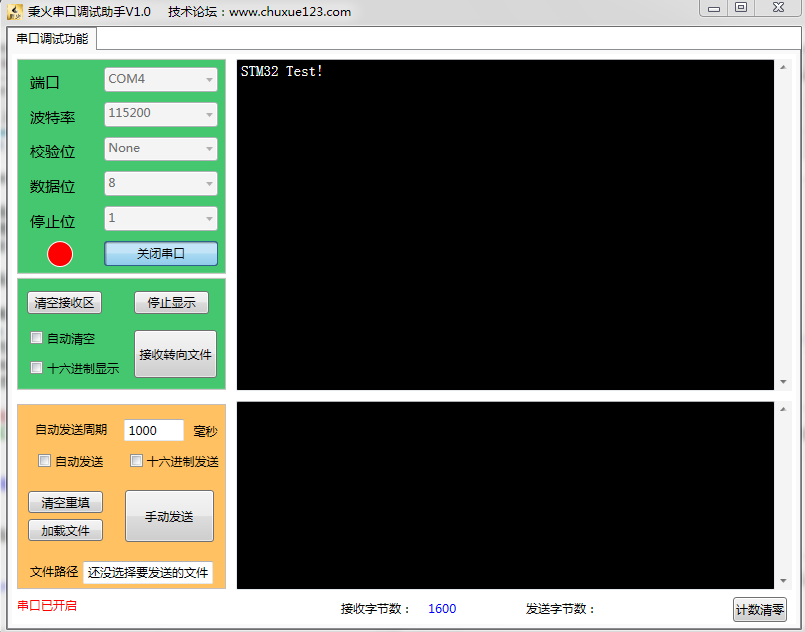 秉火串口调试助手V1.0 技术论坛：www.chuxue123.com
串口调试功能
端口 COM4
波特率 115200
校验位 None
数据位 8
停止位 1
关闭串口
清空接收区 停止显示
自动清空
接收转向文件
十六进制显示
STM32 Test!
自动发送周期 1000 毫秒
自动发送 十六进制发送
清空重填
手动发送
加载文件
文件路径 还没选择要发送的文件
串口已开启 接收字节数： 1600 发送字节数： 计数清零